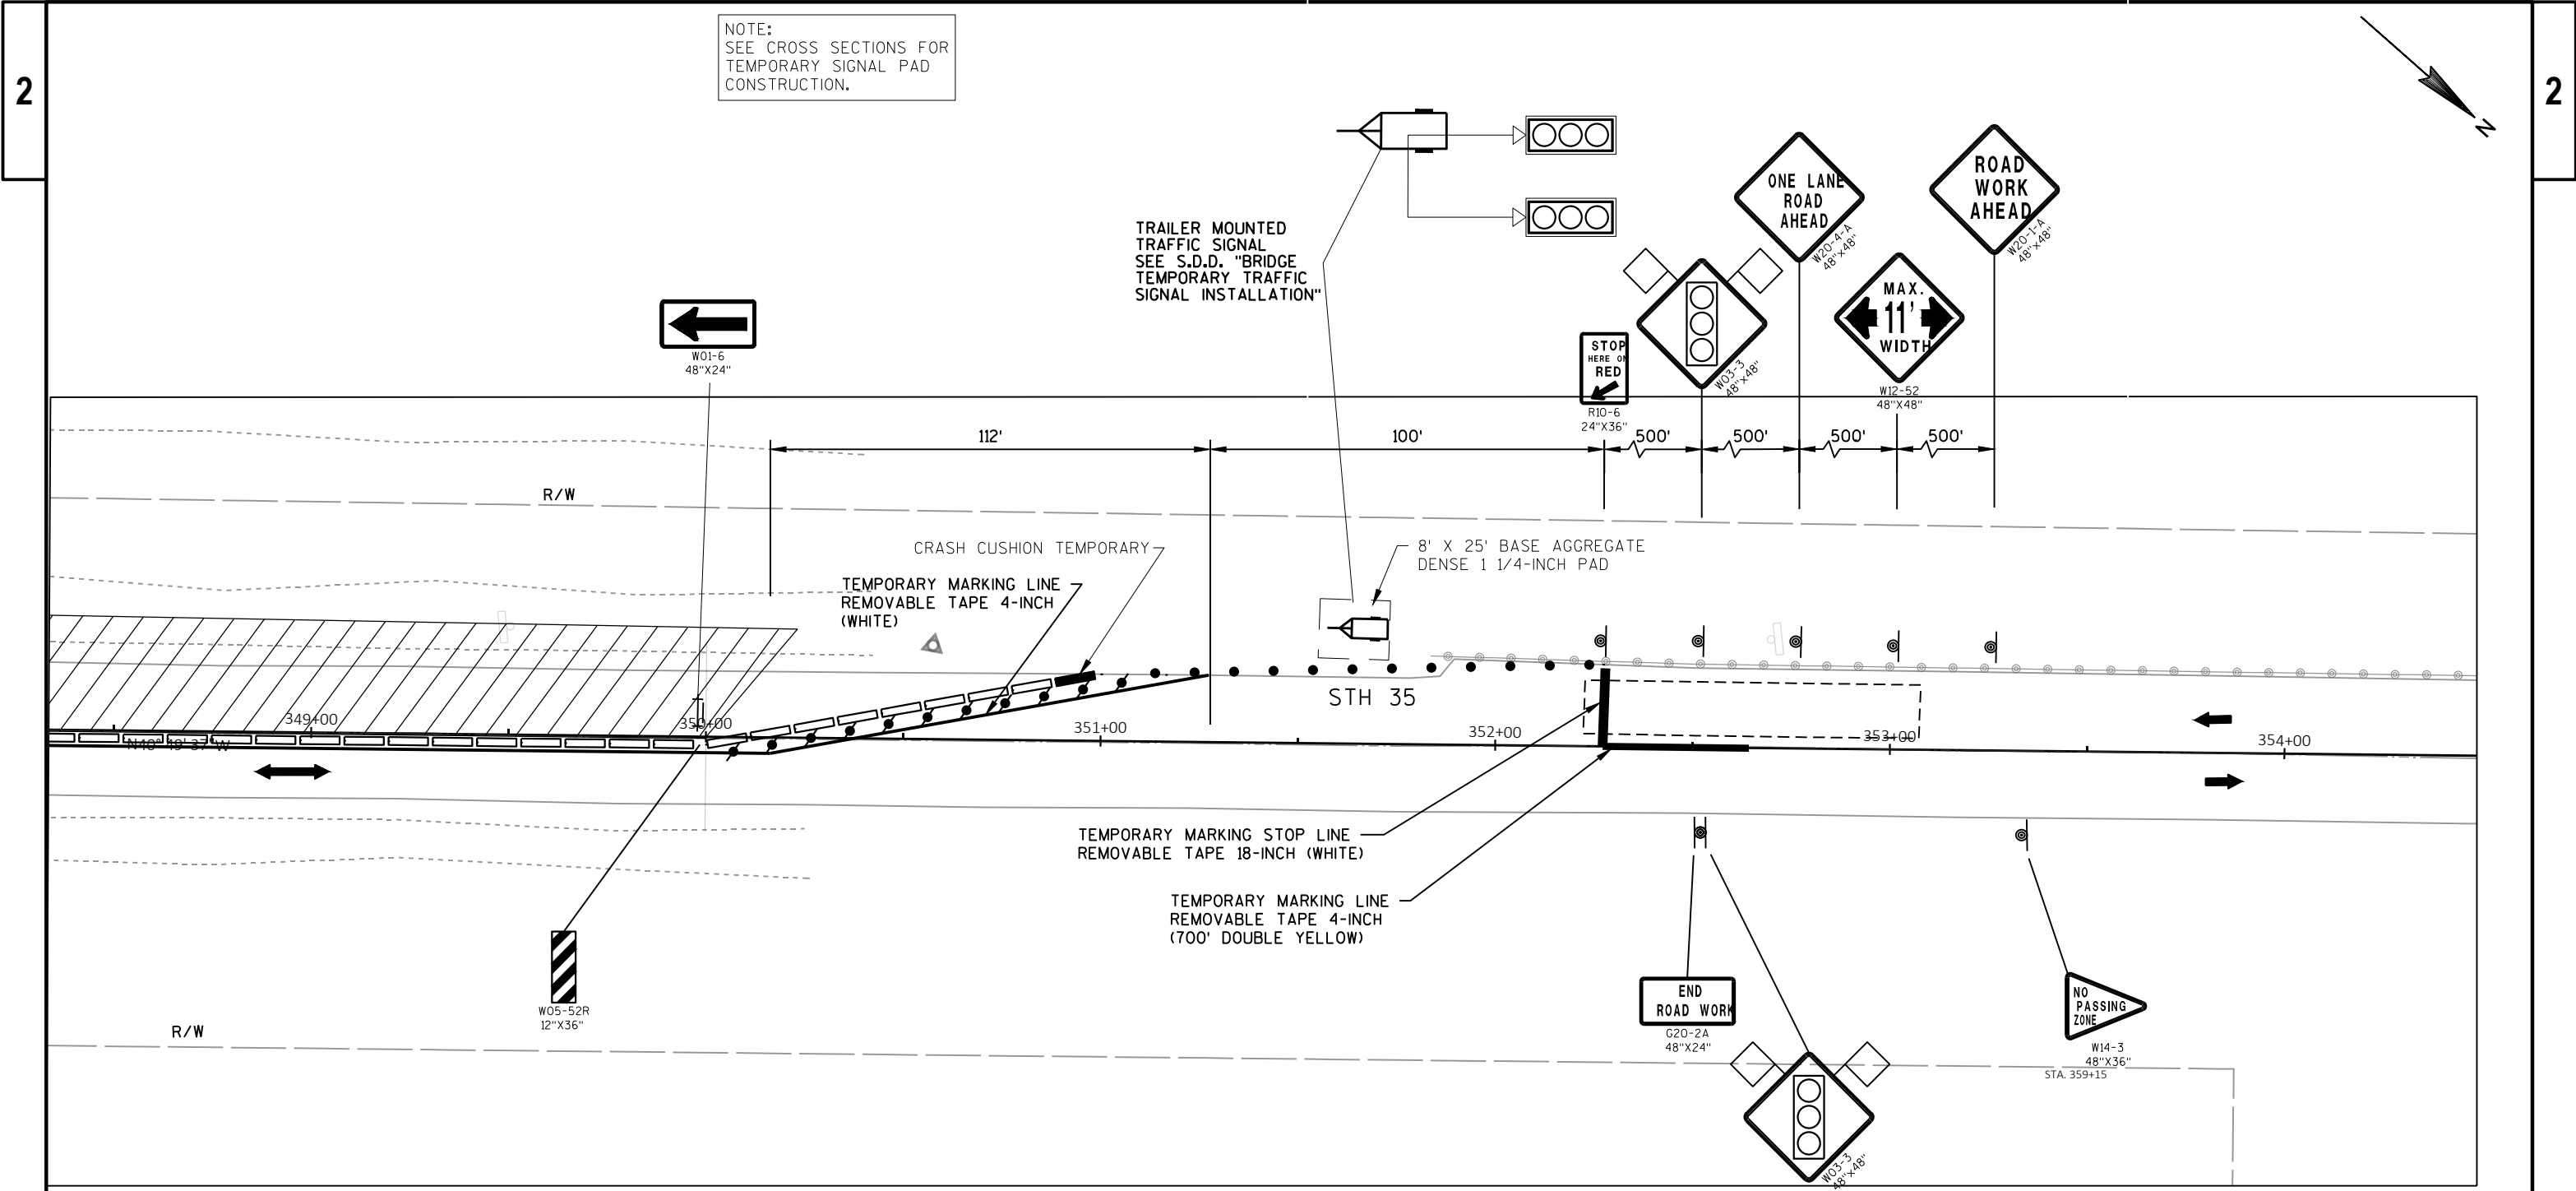 2
NOTE:
SEE CROSS SECTIONS FOR
TEMPORARY SIGNAL PAD
CONSTRUCTION.
2
N
TRAILER MOUNTED
TRAFFIC SIGNAL
SEE S.D.D. "BRIDGE
TEMPORARY TRAFFIC
SIGNAL INSTALLATION"
ONE LANE
ROAD
AHEAD
W20-4-A
48"x48"
ROAD
WORK
AHEAD
W20-1-A
48"x48"
W01-6
48"X24"
STOP
HERE ON
RED
R10-6
24"X36"
W03-3
48"x48"
MAX.
11'
WIDTH
W12-52
48"X48"
112'
100'
500'
500'
500'
500'
R/W
CRASH CUSHION TEMPORARY
TEMPORARY MARKING LINE
REMOVABLE TAPE 4-INCH
(WHITE)
8' X 25' BASE AGGREGATE
DENSE 1 1/4-INCH PAD
STH 35
349+00
350+00
351+00
352+00
353+00
354+00
N40° 49' 37" W
TEMPORARY MARKING STOP LINE
REMOVABLE TAPE 18-INCH (WHITE)
TEMPORARY MARKING LINE
REMOVABLE TAPE 4-INCH
(700' DOUBLE YELLOW)
W05-52R
12"X36"
R/W
END
ROAD WORK
G20-2A
48"X24"
NO
PASSING
ZONE
W14-3
48"X36"
STA. 359+15
W03-3
48"x48"